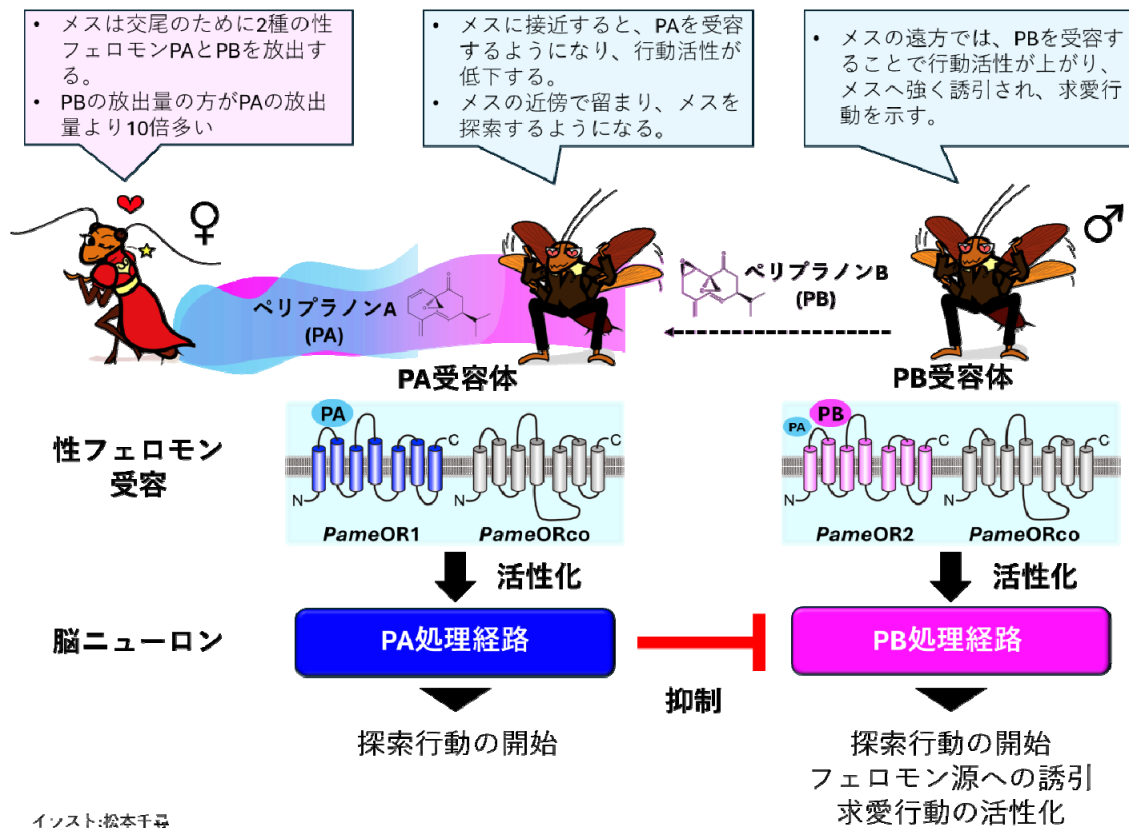 • メスは交尾のために2種の性
フェロモンPAとPBを放出す
る。
• PBの放出量の方がPAの放出
量より10倍多い
• メスに接近すると、PAを受容
するようになり、行動活性が
低下する。
• メスの近傍で留まり、メスを
探索するようになる。
• メスの遠方では、PBを受容す
ることで行動活性が上がり、
メスへ強く誘引され、求愛行
動を示す。
♀
♂
ペリプラノンA
(PA)
ペリプラノンB
(PB)
PA受容体
PB受容体
性フェロモン
受容
PA
N
C
N
C
PameOR1
PameORco
PA
PB
N
C
N
C
PameOR2
PameORco
活性化
活性化
脳ニューロン
PA処理経路
抑制
PB処理経路
探索行動の開始
探索行動の開始
フェロモン源への誘引
求愛行動の活性化
:松本千尋